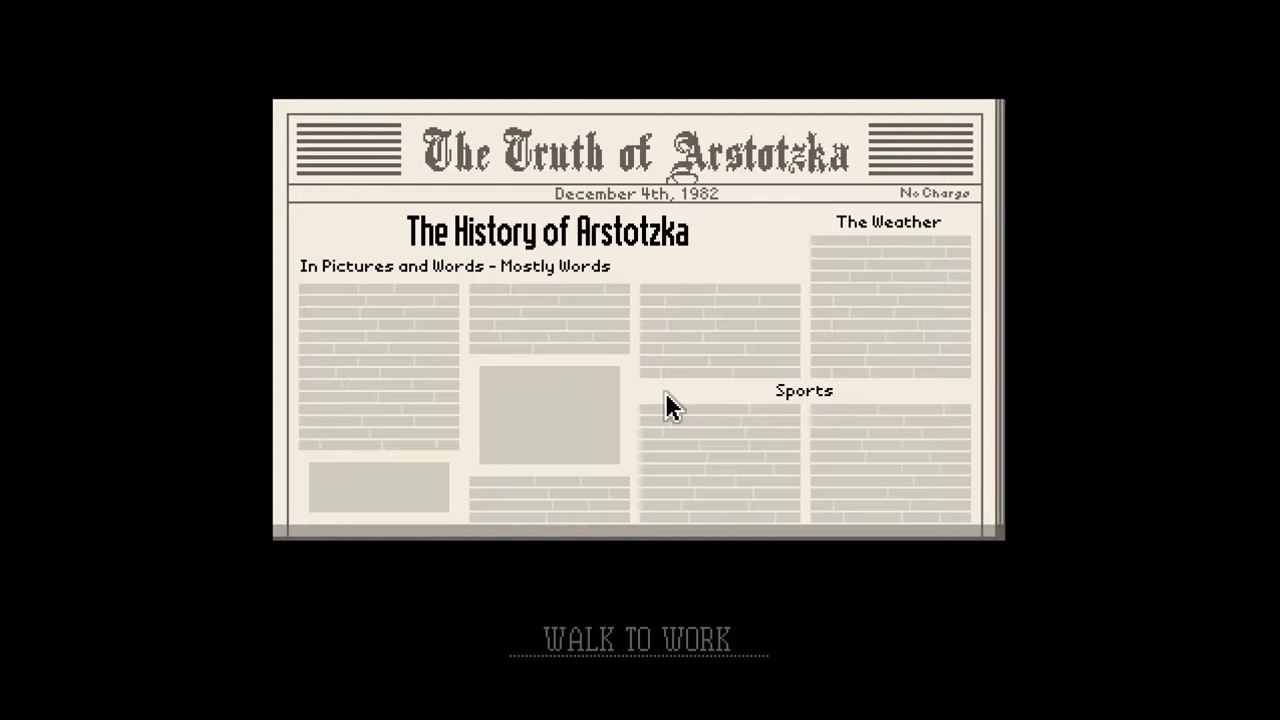 The Truth of Arstotzka
December 4th, 1982
No Charge
The History of Arstotzka
In Pictures and Words - Mostly Words
The Weather
Sports
WALK TO WORK